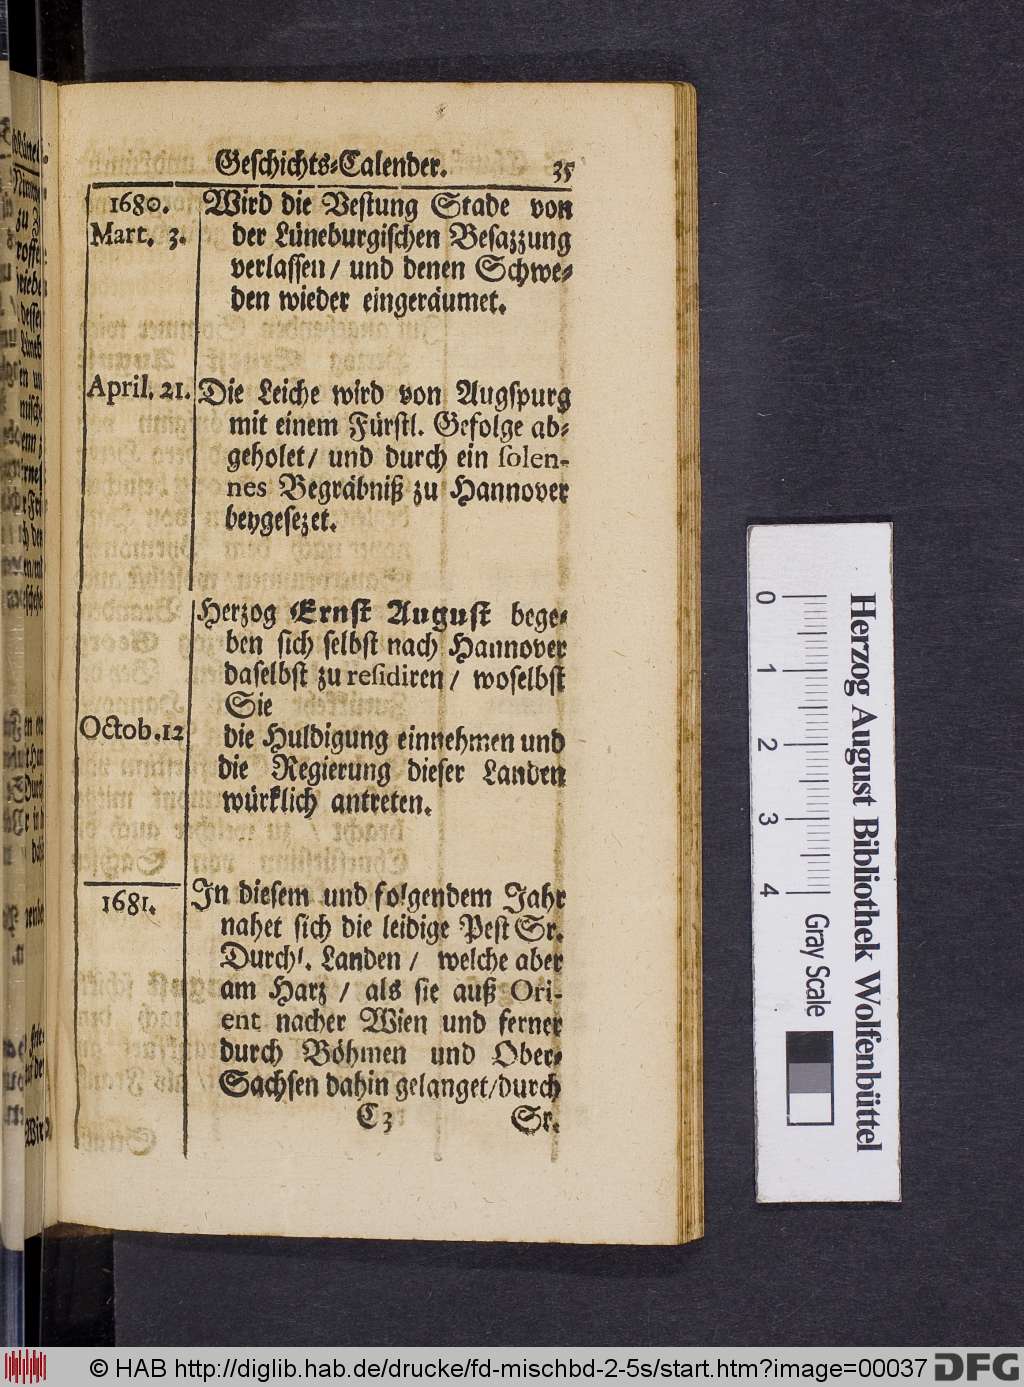 Geschichts-Calender. 35
1680. Wird die Vestung Stade von
Mart. 3. der Lüneburgischen Besazzung
verlassen / und denen Schwe-
den wieder eingeräumet.
April. 21. Die Leiche wird von Augspurg
mit einem Fürstl. Gefolge ab-
geholet / und durch ein solen-
nes Begräbniß zu Hannover
beygesezet.
Herzog Ernst August bege-
ben sich selbst nach Hannover
daselbst zu residiren / woselbst
Sie
Octob. 12 die Huldigung einnehmen und
die Regierung dieser Landen
würklich antreten.
1681. In diesem und folgendem Jahr
nahet sich die leidige Pest Sr.
Durchl. Landen / welche aber
am Harz / als sie auß Ori-
ent nacher Wien und ferner
durch Böhmen und Ober-
Sachsen dahin gelanget / durch
C3 Sr.
0 1 2 3 4 Gray Scale
Herzog August Bibliothek Wolfenbüttel
© HAB http://diglib.hab.de/drucke/fd-mischbd-2-5s/start.htm?image=00037 DFG